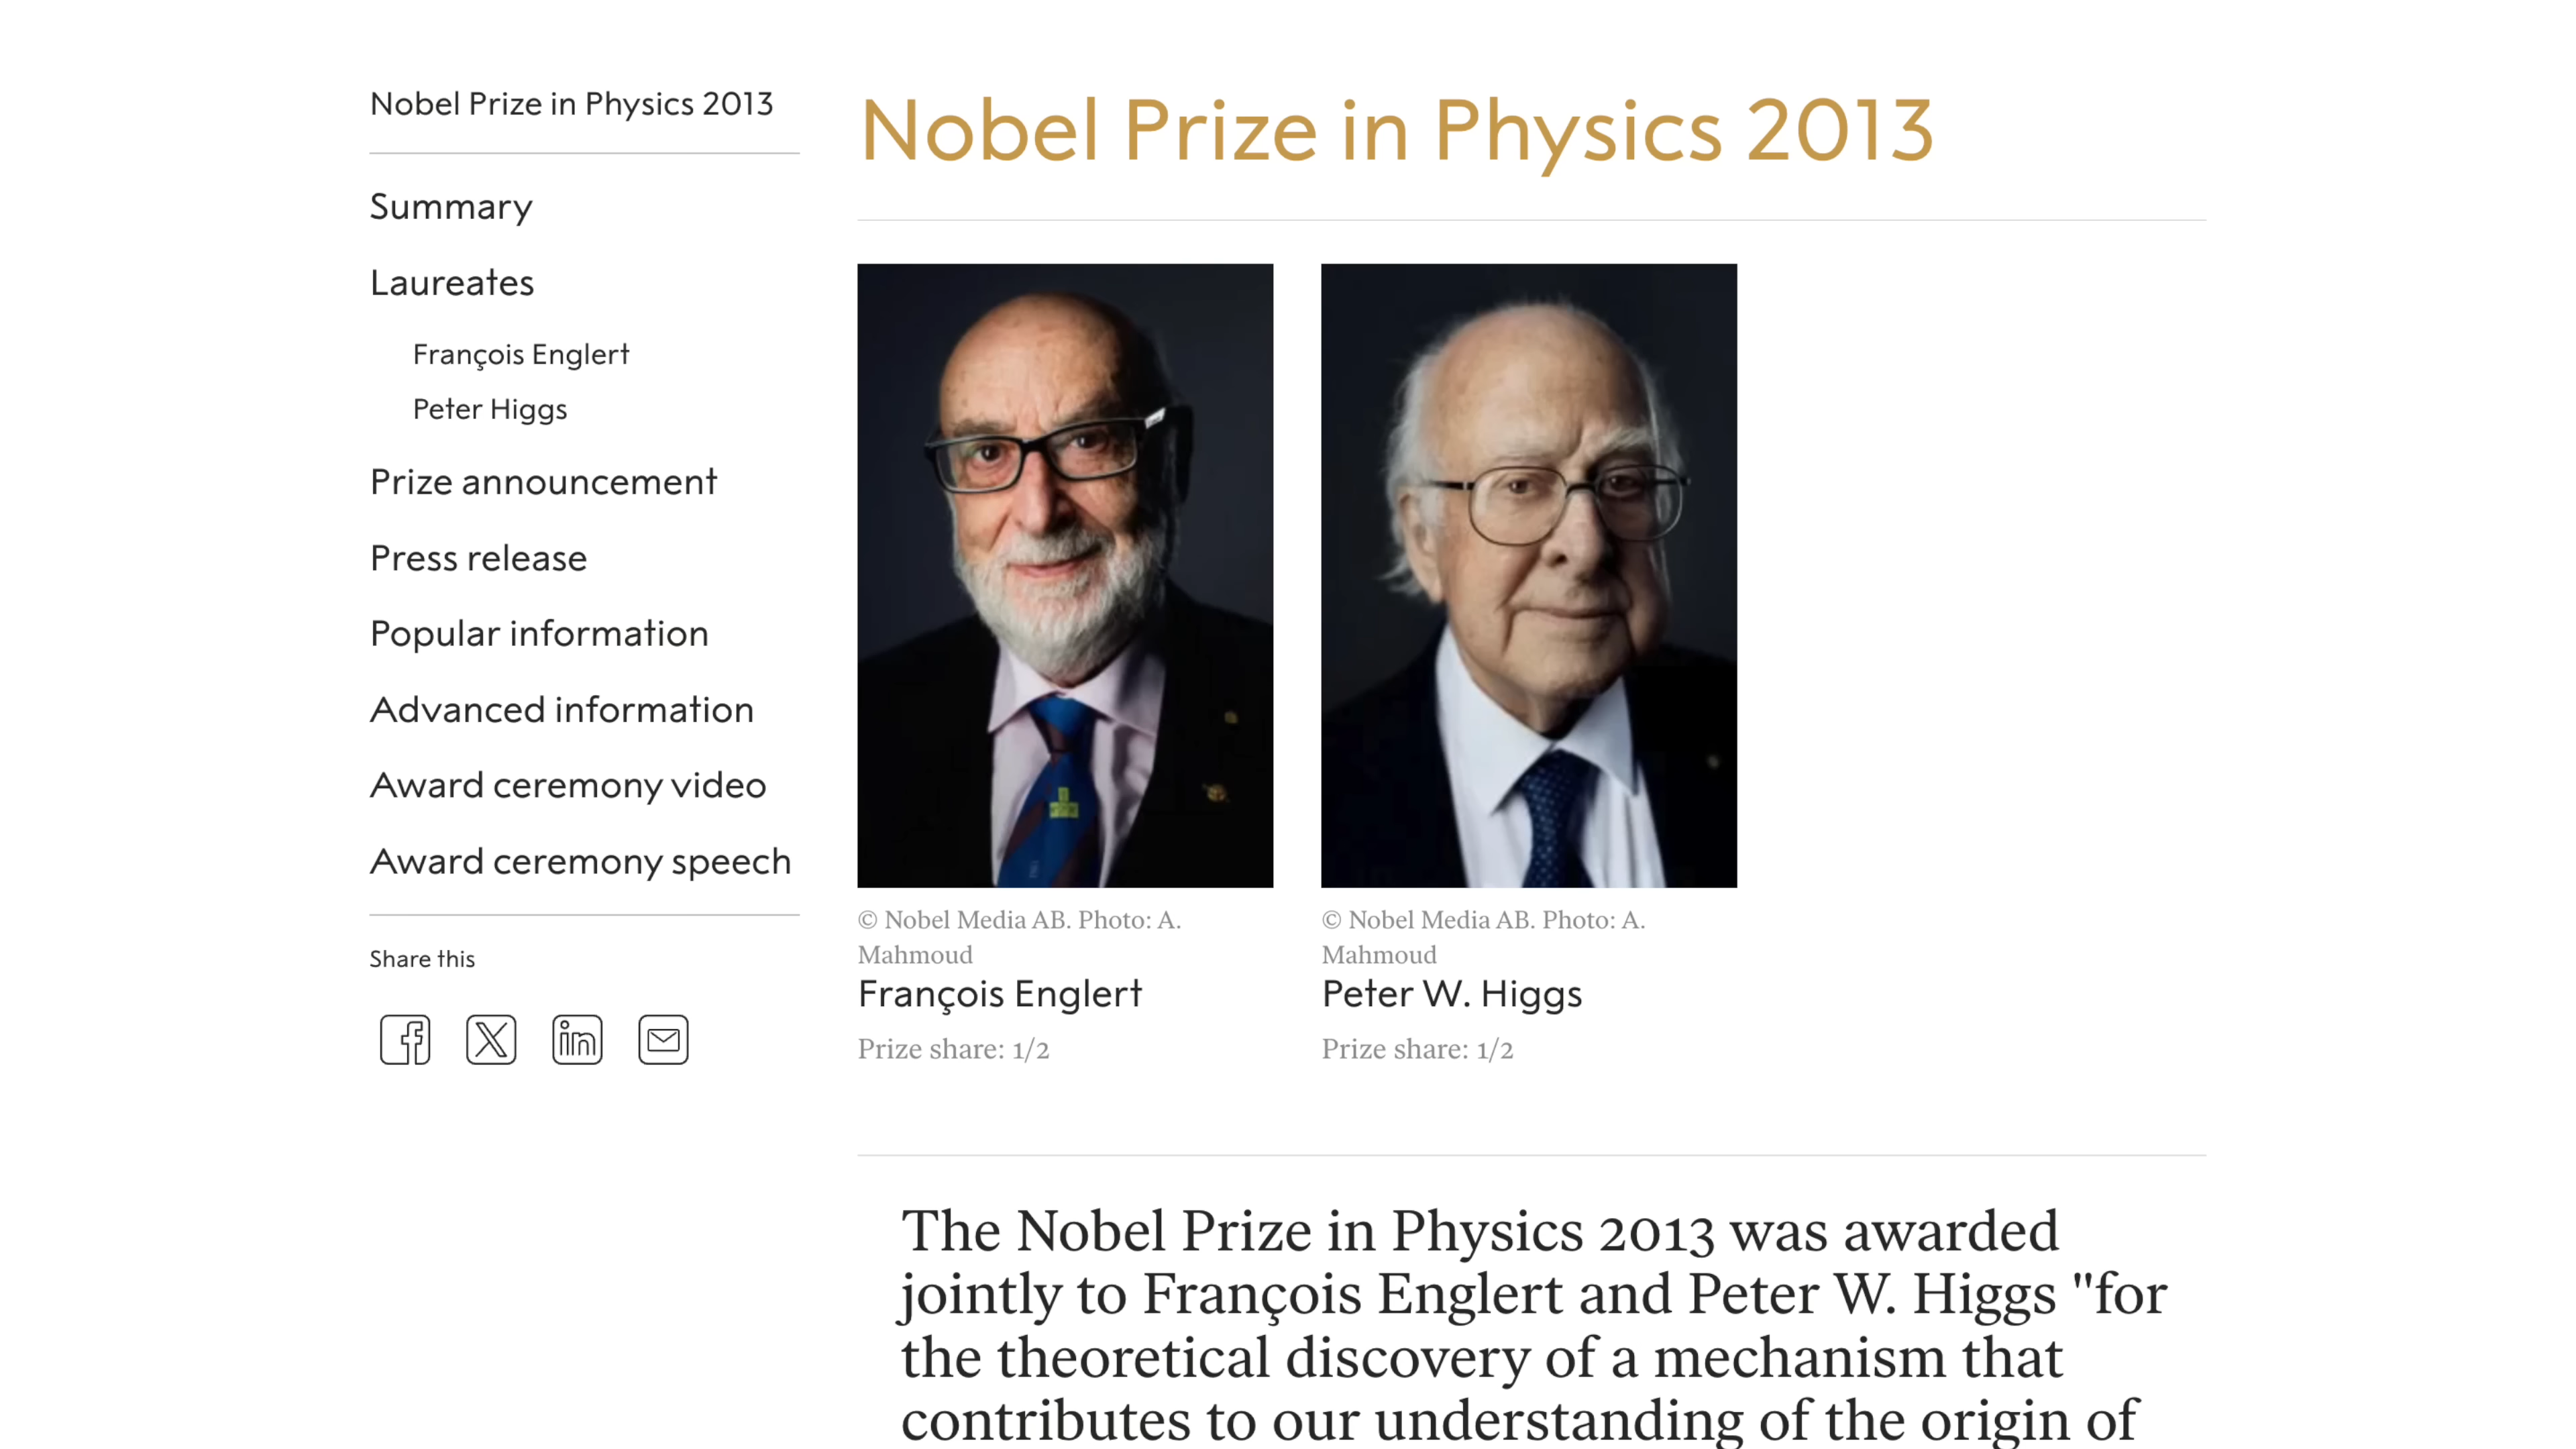 Nobel Prize in Physics 2013
Summary
Laureates
François Englert
Peter Higgs
Prize announcement
Press release
Popular information
Advanced information
Award ceremony video
Award ceremony speech
Share this
Nobel Prize in Physics 2013
© Nobel Media AB. Photo: A.
Mahmoud
François Englert
Prize share: 1/2
© Nobel Media AB. Photo: A.
Mahmoud
Peter W. Higgs
Prize share: 1/2
The Nobel Prize in Physics 2013 was awarded
jointly to François Englert and Peter W. Higgs "for
the theoretical discovery of a mechanism that
contributes to our understanding of the origin of